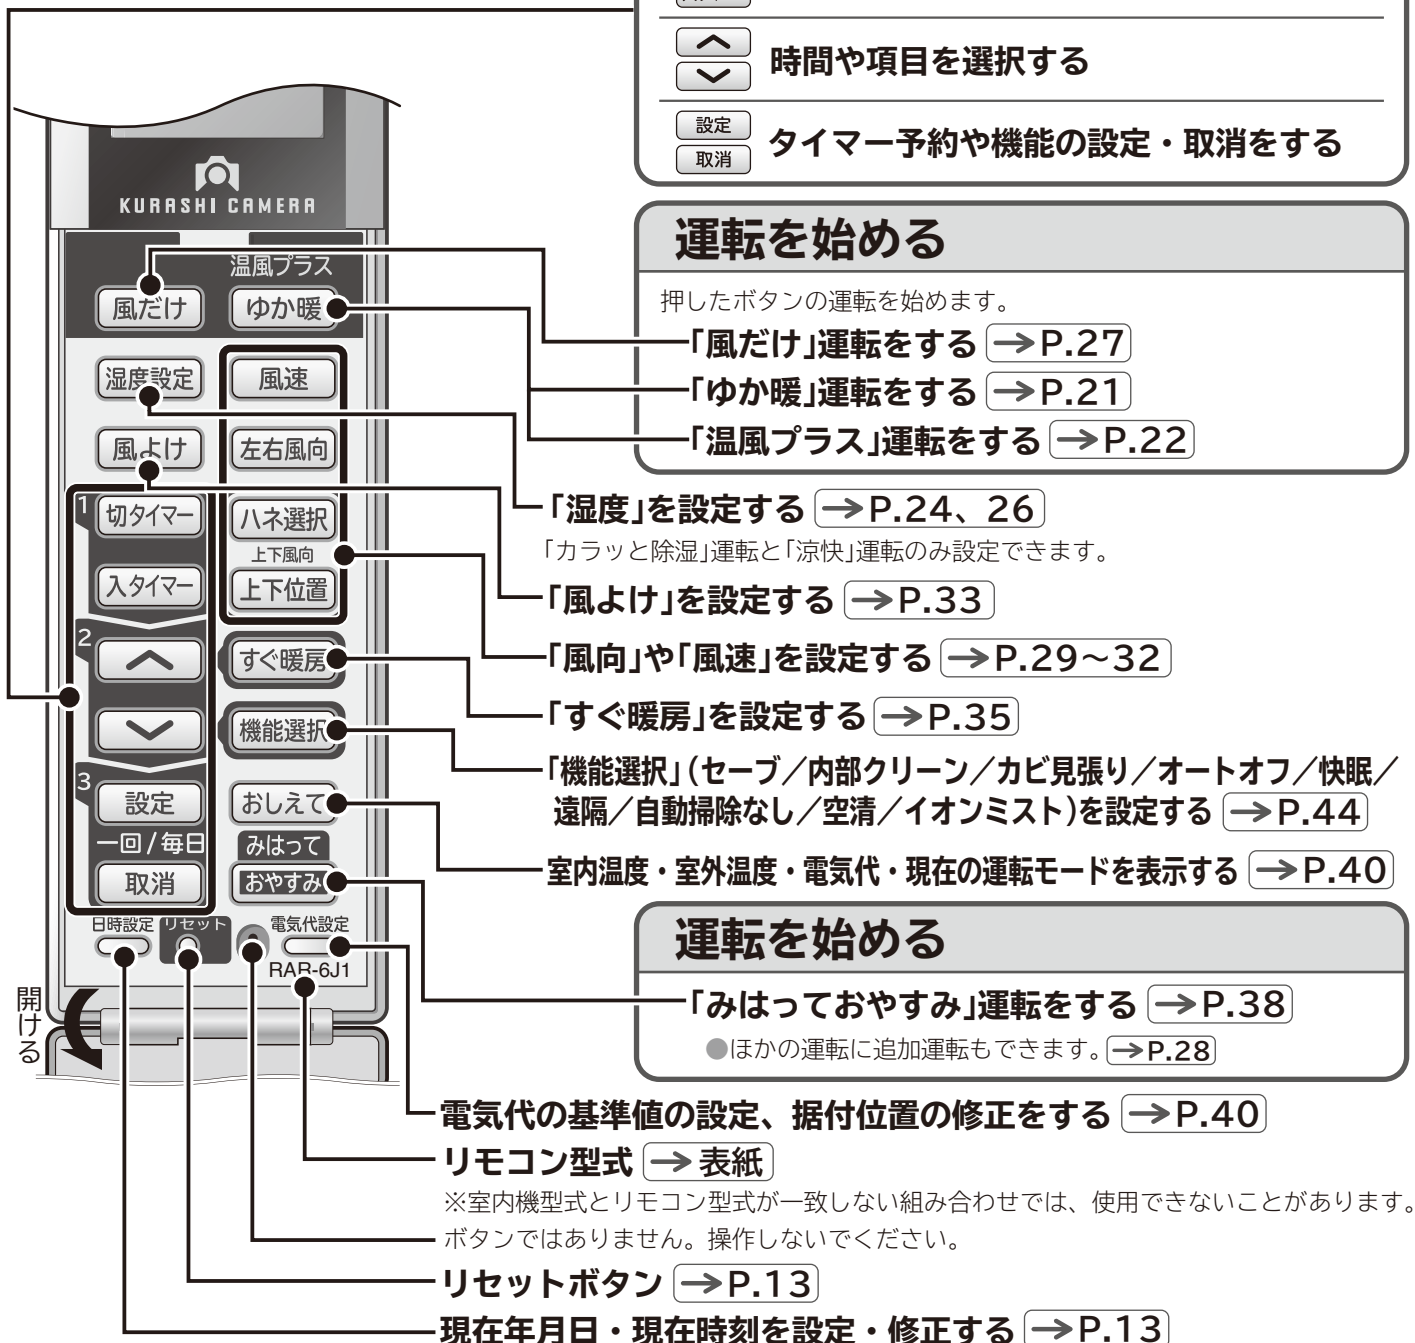 時間や項目を選択する
設定
取消
タイマー予約や機能の設定・取消をする
KURASHI CAMERA
温風プラス
風だけ
ゆか暖
湿度設定
風速
風よけ
左右風向
1
切タイマー
ハネ選択
上下風向
入タイマー
上下位置
2
すぐ暖房
機能選択
3
設定
おしえて
一回/毎日
みはって
取消
おやすみ
日時設定
リセット
電気代設定
RAR-6J1
開ける
運転を始める
押したボタンの運転を始めます。
「風だけ」運転をする →P.27
「ゆか暖」運転をする →P.21
「温風プラス」運転をする →P.22
「湿度」を設定する →P.24、26
「カラッと除湿」運転と「涼快」運転のみ設定できます。
「風よけ」を設定する →P.33
「風向」や「風速」を設定する →P.29〜32
「すぐ暖房」を設定する →P.35
「機能選択」(セーブ/内部クリーン/カビ見張り/オートオフ/快眠/
遠隔/自動掃除なし/空清/イオンミスト)を設定する →P.44
室内温度・室外温度・電気代・現在の運転モードを表示する →P.40
運転を始める
「みはっておやすみ」運転をする →P.38
●ほかの運転に追加運転もできます。→P.28
電気代の基準値の設定、据付位置の修正をする →P.40
リモコン型式 →表紙
※室内機型式とリモコン型式が一致しない組み合わせでは、使用できないことがあります。
ボタンではありません。操作しないでください。
リセットボタン →P.13
現在年月日・現在時刻を設定・修正する →P.13